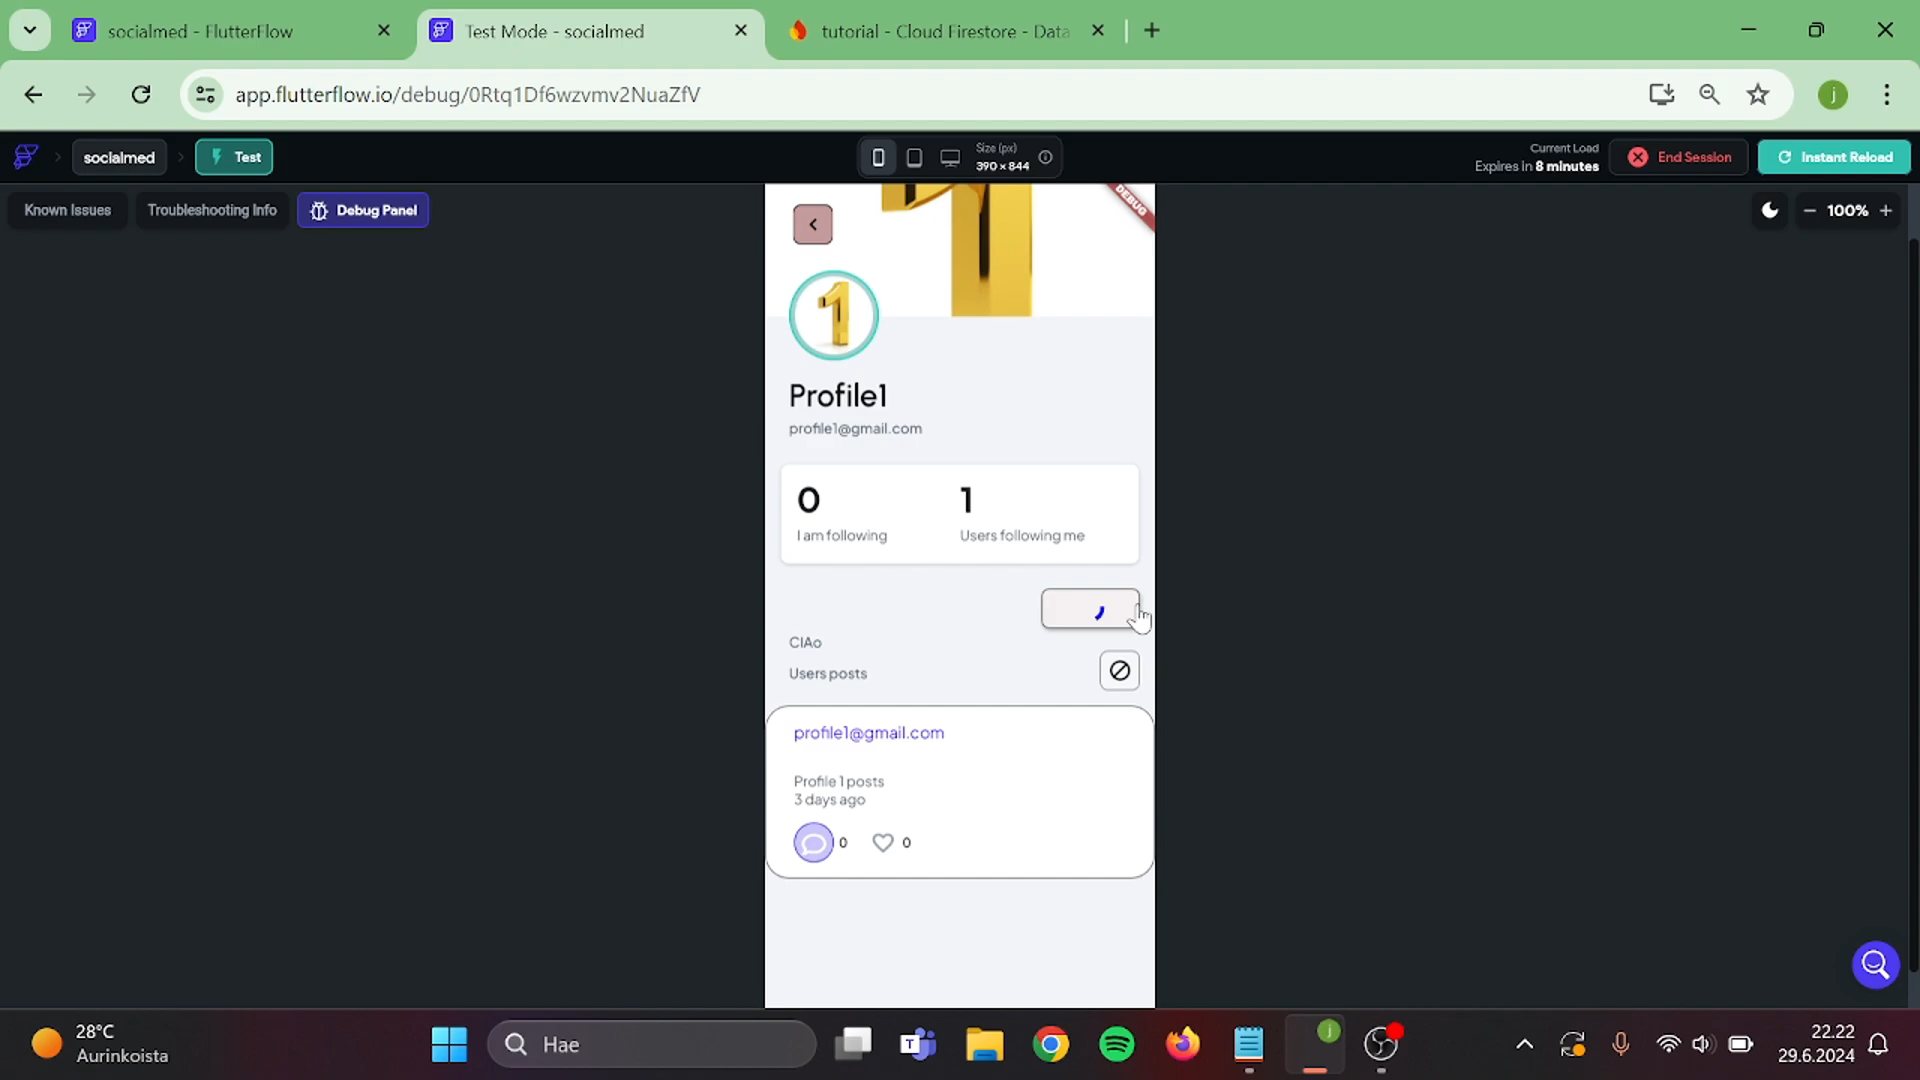 socialmed - FlutterFlow
Test Mode - socialmed
tutorial - Cloud Firestore - Data
app.flutterflow.io/debug/0Rtq1Df6wzvmv2NuaZfV
j
socialmed
Test
Size (px)
390 × 844
Current Load
Expires in 8 minutes
End Session
Instant Reload
Known Issues
Troubleshooting Info
Debug Panel
100%
DEBUG
1
1
Profile1
profile1@gmail.com
0
1
I am following
Users following me
CIAo
Users posts
profile1@gmail.com
Profile 1 posts
3 days ago
0
0
28°C
Aurinkoista
Hae
j
22.22
29.6.2024